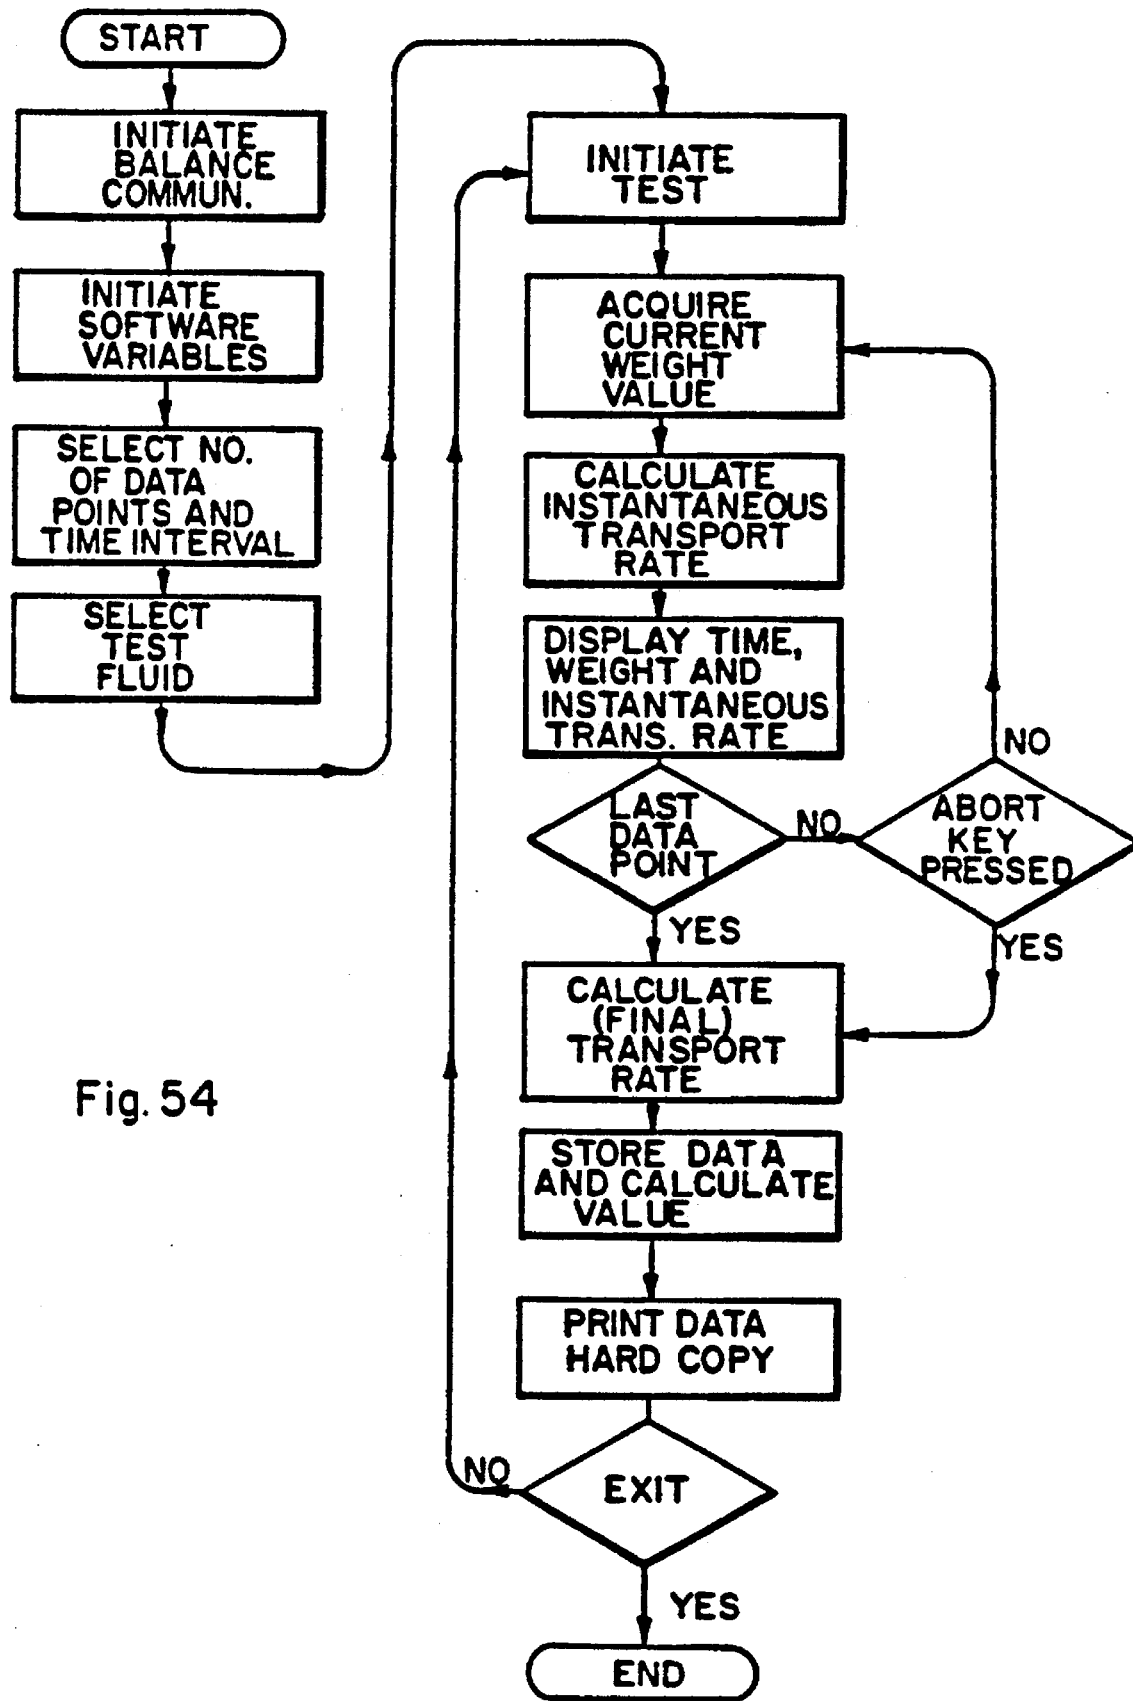 START
INITIATE
BALANCE
COMMUN.
INITIATE
SOFTWARE
VARIABLES
SELECT NO.
OF DATA
POINTS AND
TIME INTERVAL
SELECT
TEST
FLUID
INITIATE
TEST
ACQUIRE
CURRENT
WEIGHT
VALUE
CALCULATE
INSTANTANEOUS
TRANSPORT
RATE
DISPLAY TIME,
WEIGHT AND
INSTANTANEOUS
TRANS. RATE
LAST
DATA
POINT
NO
ABORT
KEY
PRESSED
NO
YES
YES
CALCULATE
(FINAL)
TRANSPORT
RATE
STORE DATA
AND CALCULATE
VALUE
PRINT DATA
HARD COPY
EXIT
NO
YES
END
Fig. 54